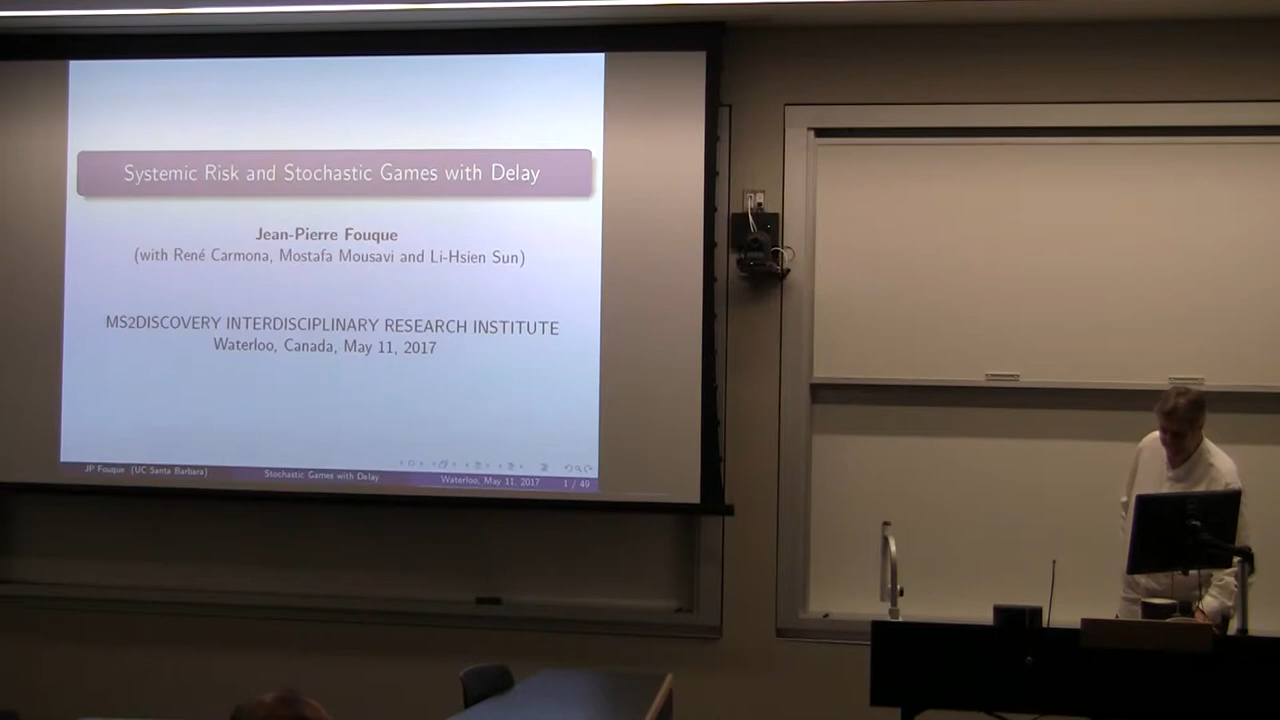 Systemic Risk and Stochastic Games with Delay
Jean-Pierre Fouque
(with René Carmona, Mostafa Mousavi and Li-Hsien Sun)
MS2DISCOVERY INTERDISCIPLINARY RESEARCH INSTITUTE
Waterloo, Canada, May 11, 2017
JP Fouque (UC Santa Barbara) Stochastic Games with Delay Waterloo, May 11, 2017 1 / 49